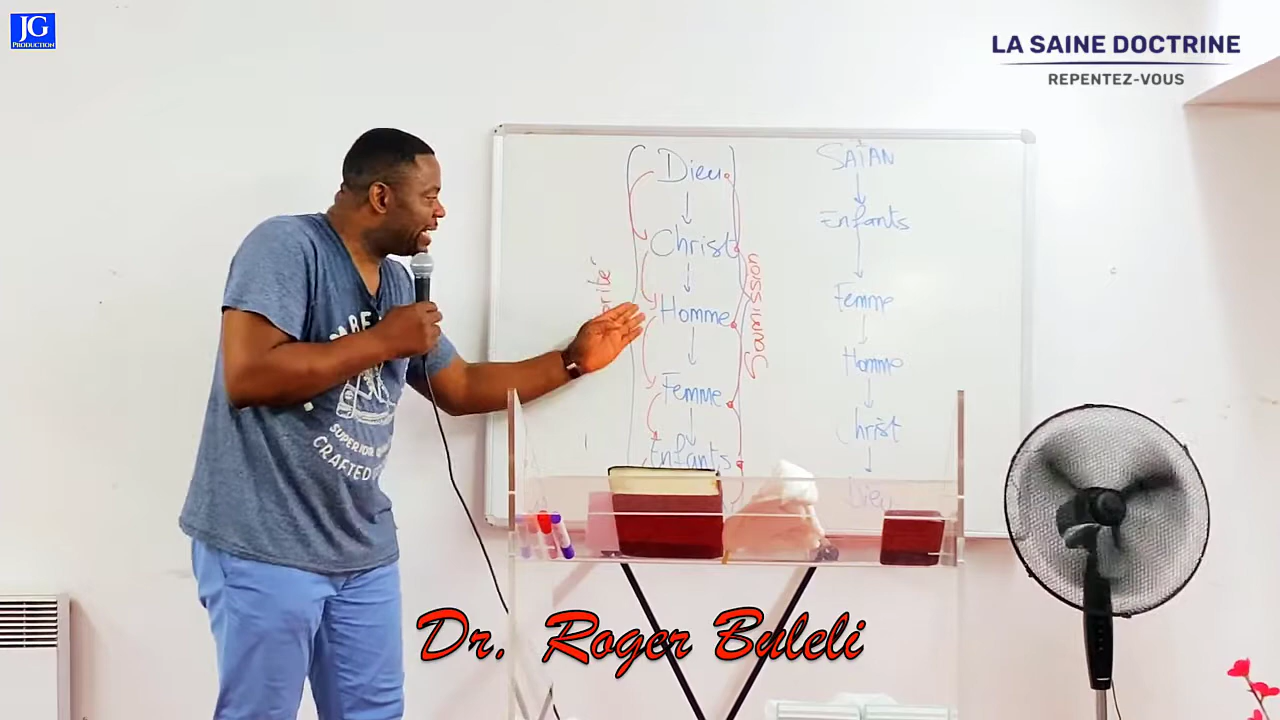 JG
PRODUCTION
LA SAINE DOCTRINE
REPENTEZ-VOUS
Dieu
Christ
Homme
Femme
Enfants
Soumission
SATAN
Enfants
Femme
Homme
Christ
Dieu
CRAFTED
Dr. Roger Buleli